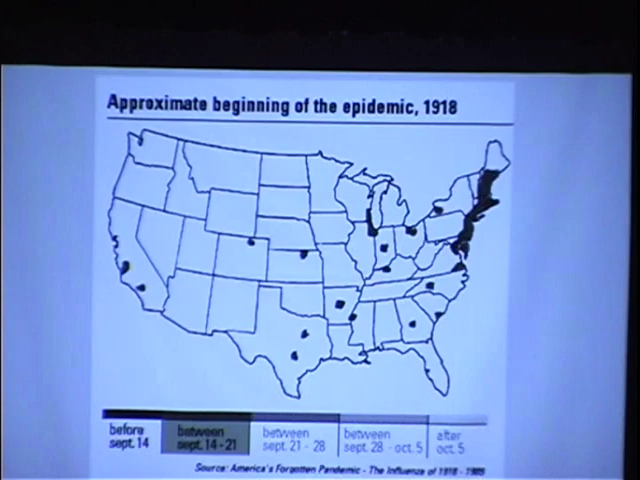 Approximate beginning of the epidemic, 1918
before between between between after
sept. 14 sept. 14 - 21 sept. 21 - 28 sept. 28 - oct. 5 oct. 5
Source: America's Forgotten Pandemic - The Influenza of 1918 - 1989